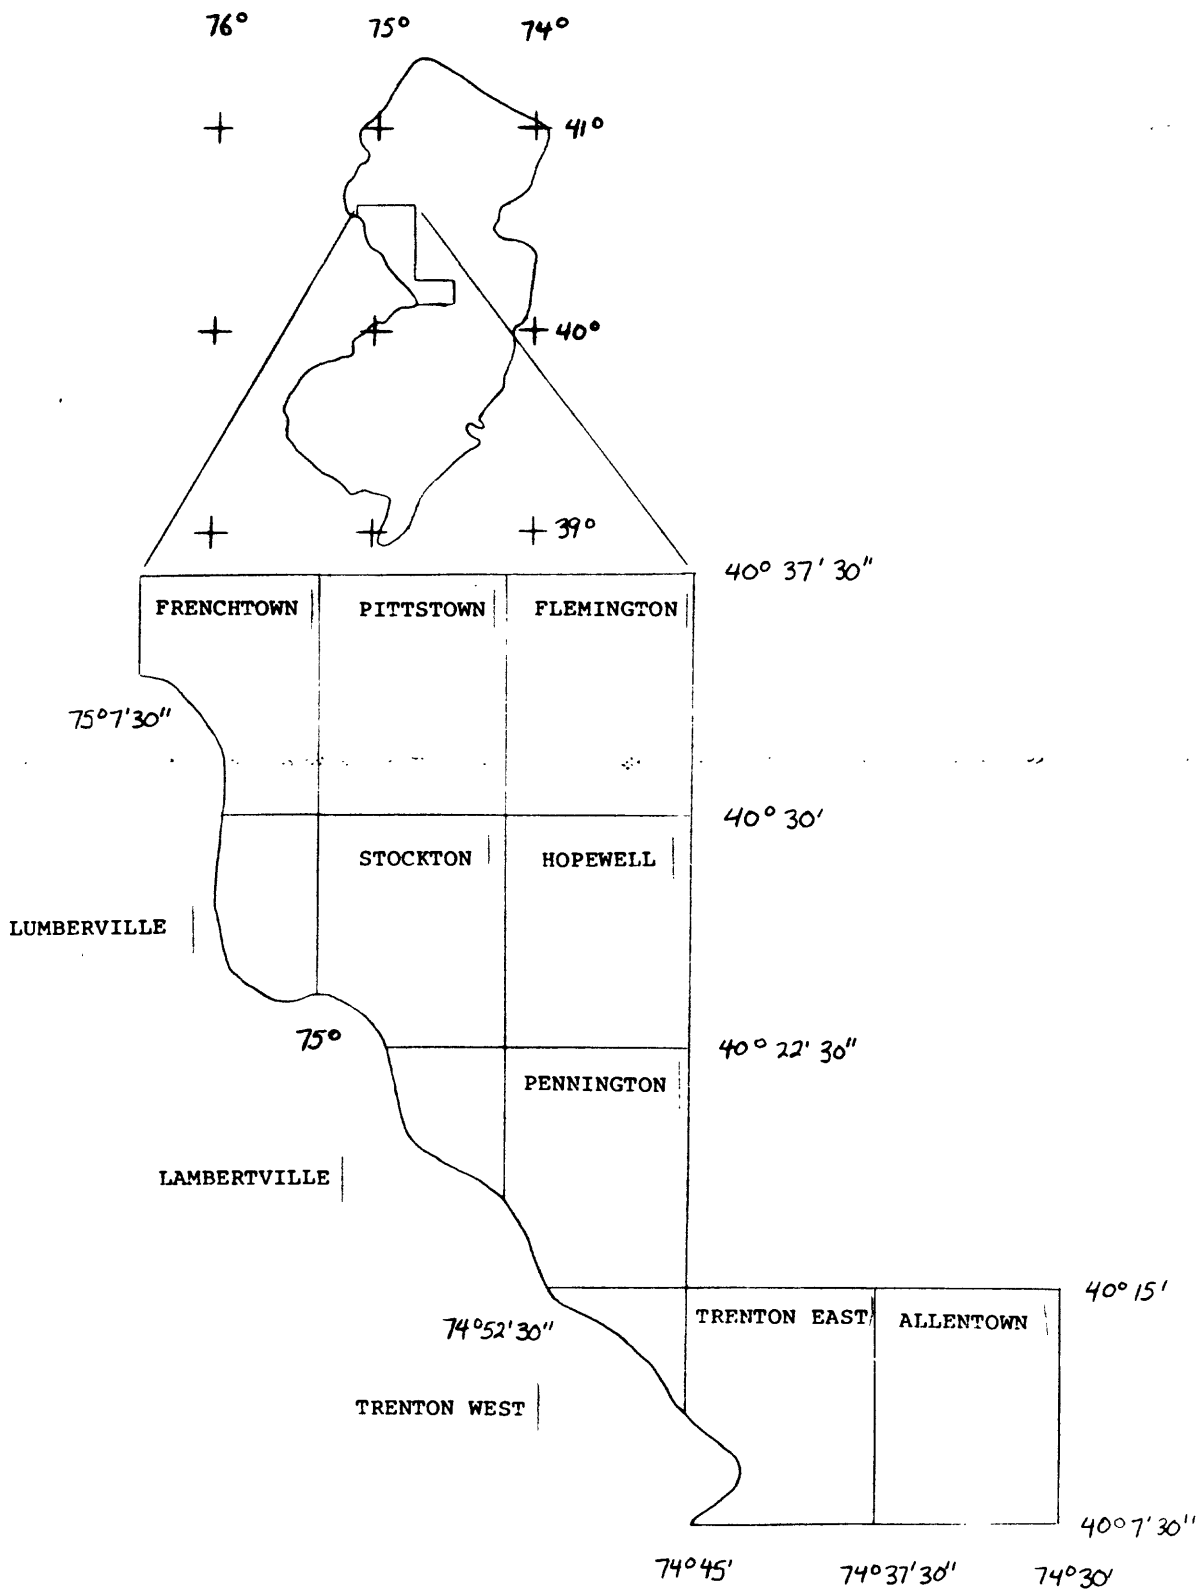 76° 75° 74°
41°
40°
39°
40° 37' 30"
FRENCHTOWN PITTSTOWN FLEMINGTON
75° 7' 30"
40° 30'
STOCKTON HOPEWELL
LUMBERVILLE
75°
40° 22' 30"
PENNINGTON
LAMBERTVILLE
40° 15'
TRENTON EAST ALLENTOWN
74° 52' 30"
TRENTON WEST
40° 7' 30"
74° 45' 74° 37' 30" 74° 30'